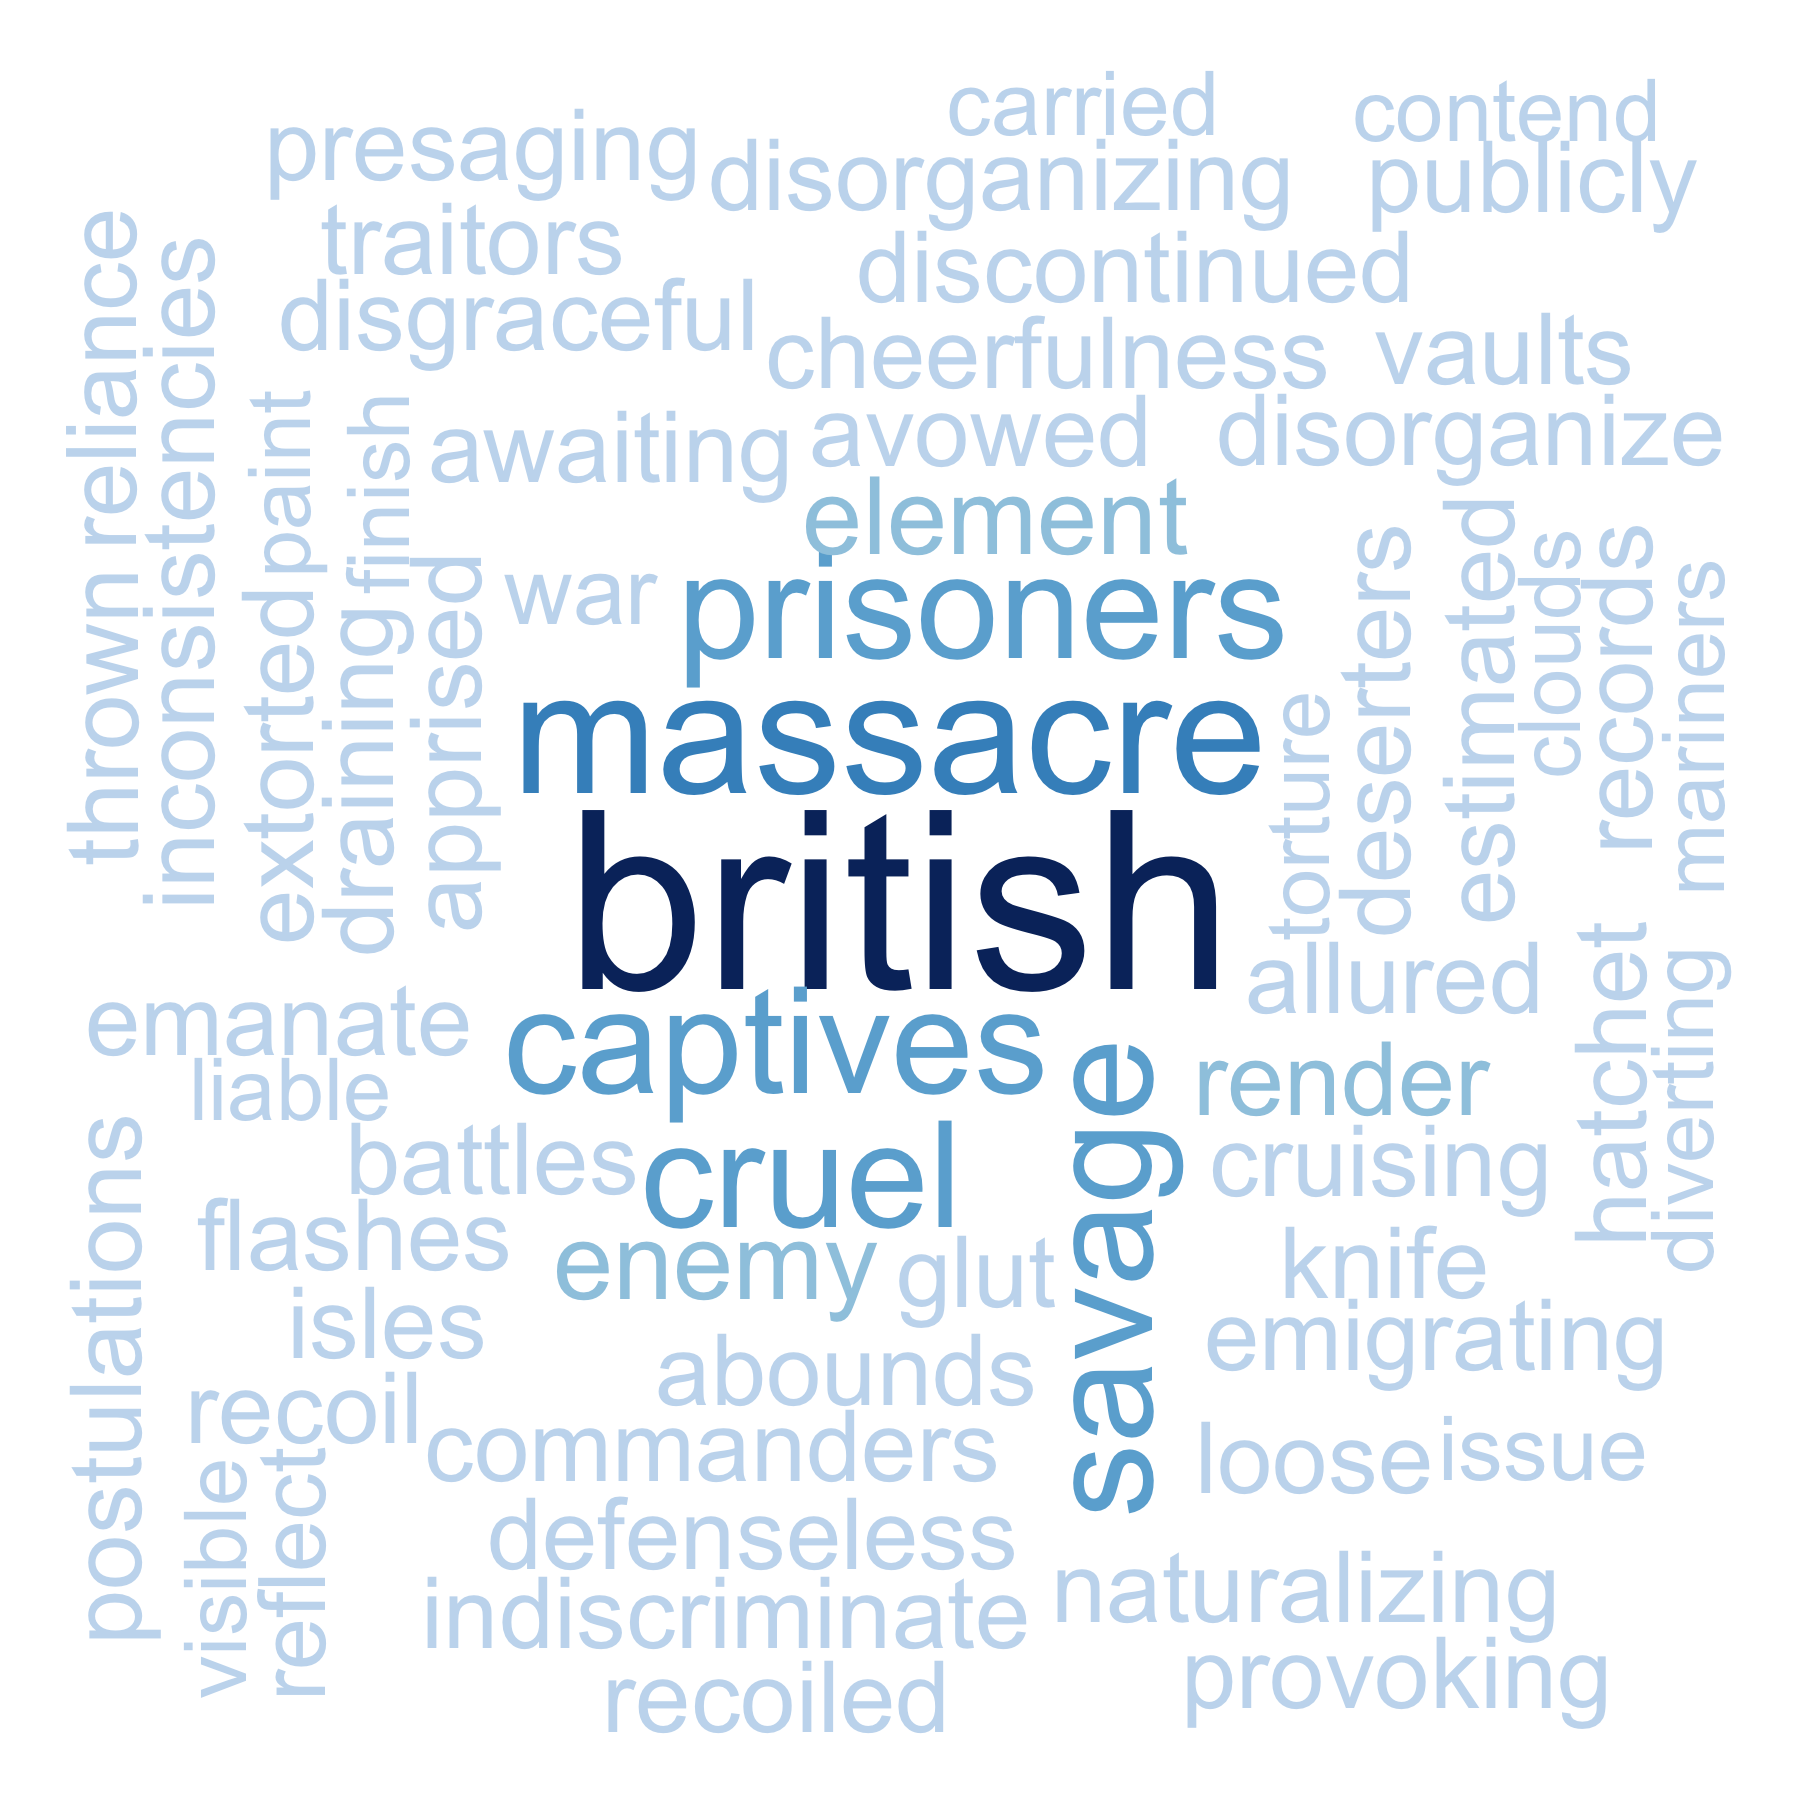 carried
contend
presaging
disorganizing
publicly
traitors
discontinued
disgraceful
cheerfulness
vaults
reliance
inconsistencies
paint
finish
awaiting
avowed
disorganize
element
thrown
extorted
draining
apprised
war
prisoners
deserters
estimated
clouds
records
mariners
massacre
torture
british
allured
hatchet
diverting
emanate
captives
savage
render
liable
postulations
battles
cruel
cruising
flashes
enemy
glut
knife
isles
abounds
emigrating
recoil
commanders
loose
issue
visible
reflect
defenseless
naturalizing
indiscriminate
provoking
recoiled